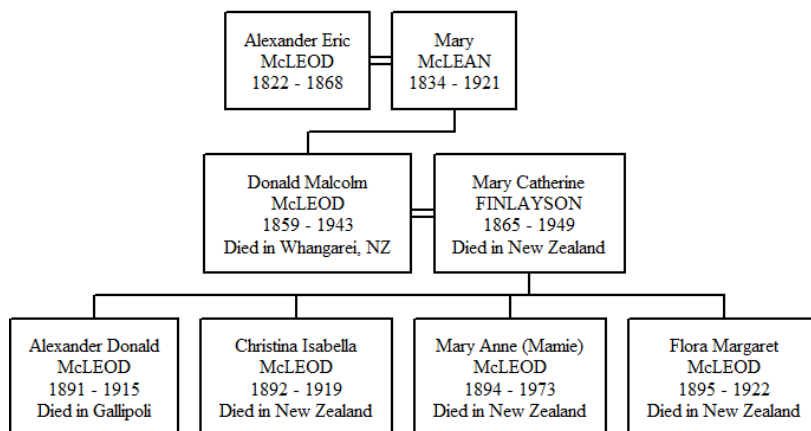 Alexander Eric
McLEOD
1822 - 1868
Mary
McLEAN
1834 - 1921
Donald Malcolm
McLEOD
1859 - 1943
Died in Whangarei, NZ
Mary Catherine
FINLAYSON
1865 - 1949
Died in New Zealand
Alexander Donald
McLEOD
1891 - 1915
Died in Gallipoli
Christina Isabella
McLEOD
1892 - 1919
Died in New Zealand
Mary Anne (Mamie)
McLEOD
1894 - 1973
Died in New Zealand
Flora Margaret
McLEOD
1895 - 1922
Died in New Zealand